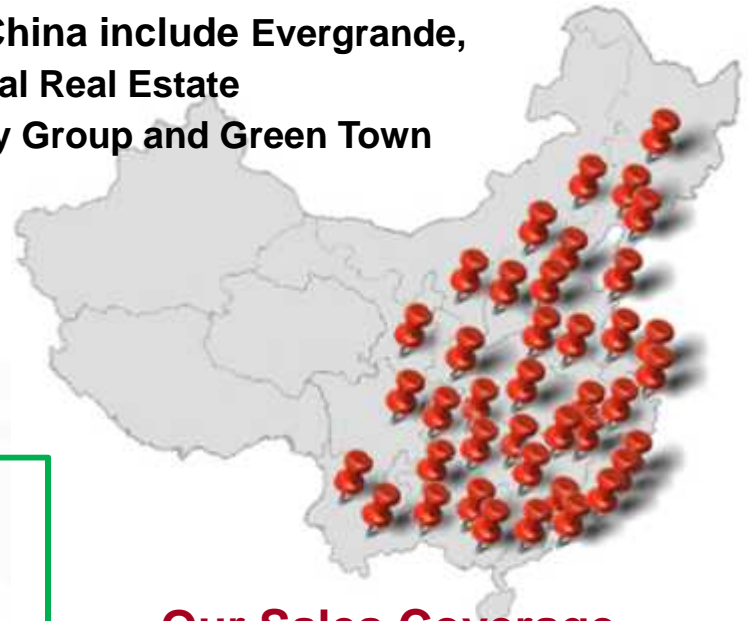 China include Evergrande,
al Real Estate
y Group and Green Town
Our Sales Coverage